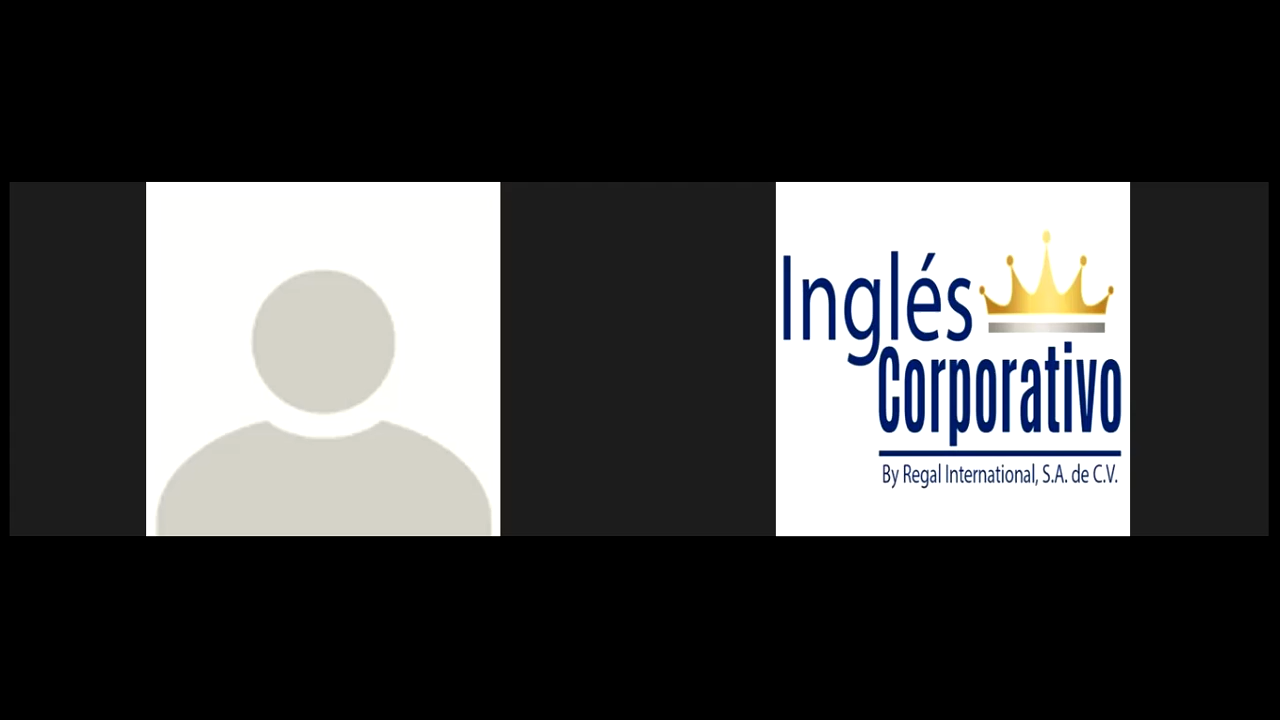 Inglés
Corporativo
By Regal International, S.A. de C.V.